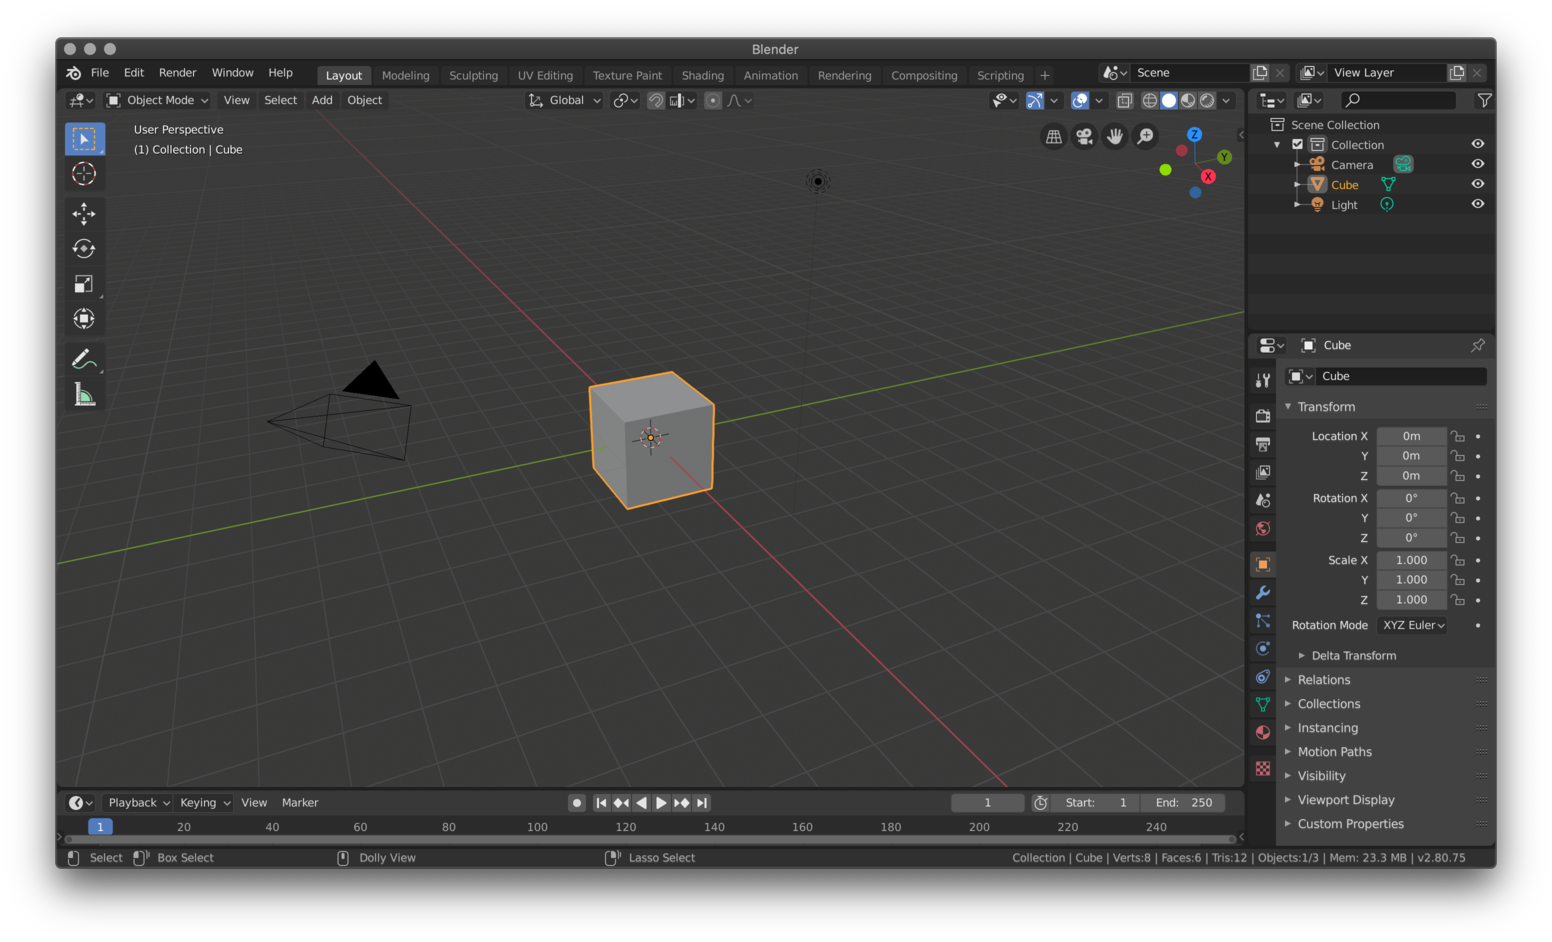 Blender
File Edit Render Window Help Layout Modeling Sculpting UV Editing Texture Paint Shading Animation Rendering Compositing Scripting + Scene View Layer
Object Mode View Select Add Object Global
User Perspective
(1) Collection | Cube
Z
Y
X
Scene Collection
Collection
Camera
Cube
Light
Cube
Cube
Transform
Location X 0m
Y 0m
Z 0m
Rotation X 0°
Y 0°
Z 0°
Scale X 1.000
Y 1.000
Z 1.000
Rotation Mode XYZ Euler
Delta Transform
Relations
Collections
Instancing
Motion Paths
Visibility
Viewport Display
Custom Properties
Playback Keying View Marker 1 Start: 1 End: 250
1 20 40 60 80 100 120 140 160 180 200 220 240
Select Box Select Dolly View Lasso Select Collection | Cube | Verts:8 | Faces:6 | Tris:12 | Objects:1/3 | Mem: 23.3 MB | v2.80.75